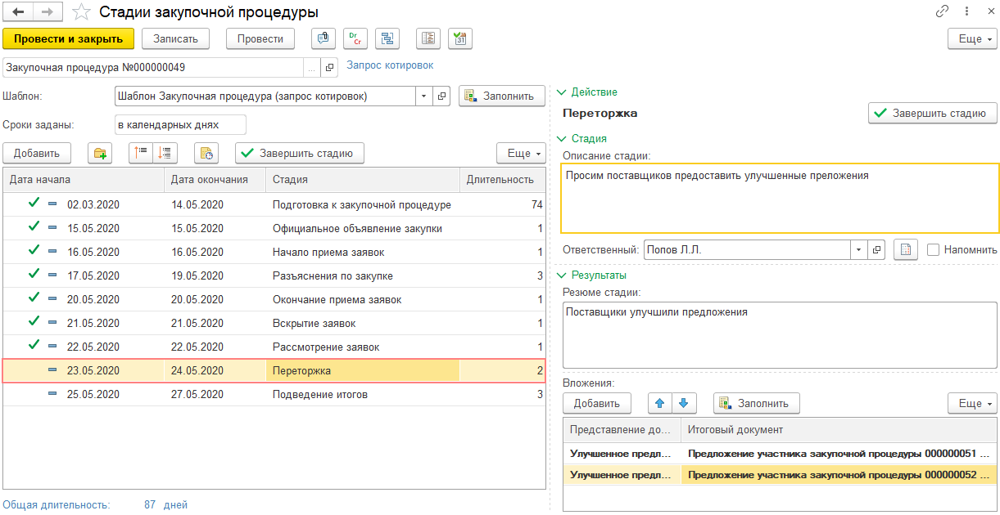 Стадии закупочной процедуры
Провести и закрыть Записать Провести Еще
Закупочная процедура №000000049 ... Запрос котировок
Шаблон: Шаблон Закупочная процедура (запрос котировок) Заполнить
Сроки заданы: в календарных днях
Добавить Завершить стадию Еще
Дата начала Дата окончания Стадия Длительность
02.03.2020 14.05.2020 Подготовка к закупочной процедуре 74
15.05.2020 15.05.2020 Официальное объявление закупки 1
16.05.2020 16.05.2020 Начало приема заявок 1
17.05.2020 19.05.2020 Разъяснения по закупке 3
20.05.2020 20.05.2020 Окончание приема заявок 1
21.05.2020 21.05.2020 Вскрытие заявок 1
22.05.2020 22.05.2020 Рассмотрение заявок 1
23.05.2020 24.05.2020 Переторжка 2
25.05.2020 27.05.2020 Подведение итогов 3
Общая длительность: 87 дней
Действие
Переторжка Завершить стадию
Стадия
Описание стадии:
Просим поставщиков предоставить улучшенные преложения
Ответственный: Попов Л.Л. Напомнить
Результаты
Резюме стадии:
Поставщики улучшили предложения
Вложения:
Добавить Заполнить Еще
Представление до... Итоговый документ
Улучшенное предл... Предложение участника закупочной процедуры 000000051 ...
Улучшенное предл... Предложение участника закупочной процедуры 000000052 ...